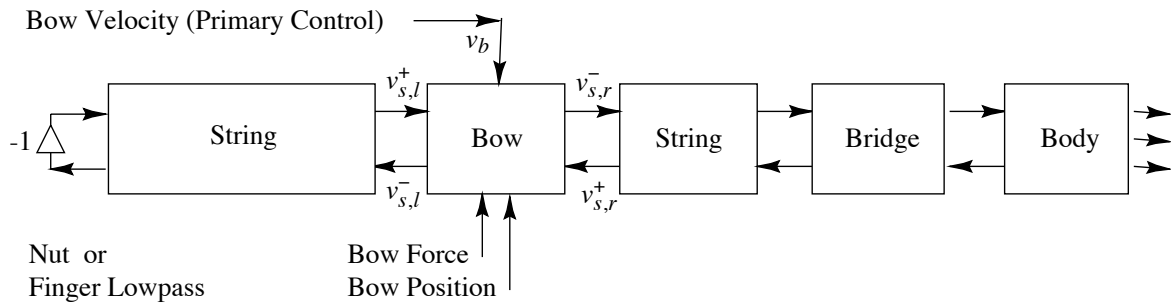 Bow Velocity (Primary Control)
v_b
v^+_{s,l}
v^-_{s,r}
-1
String
Bow
String
Bridge
Body
v^-_{s,l}
v^+_{s,r}
Nut or
Finger Lowpass
Bow Force
Bow Position